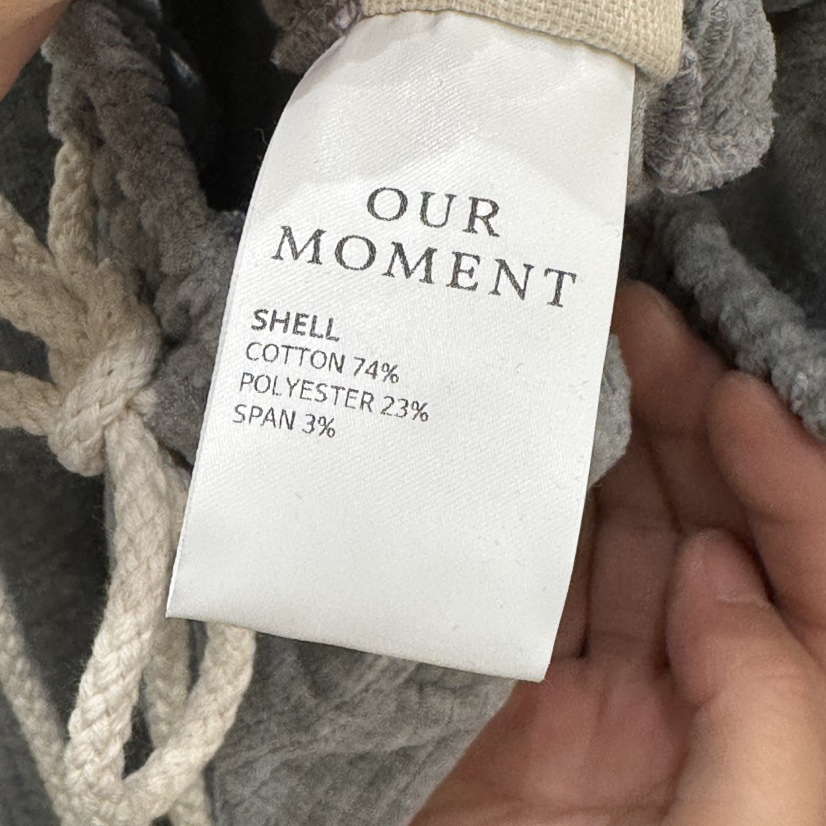 OUR
MOMENT
SHELL
COTTON 74%
POLYESTER 23%
SPAN 3%